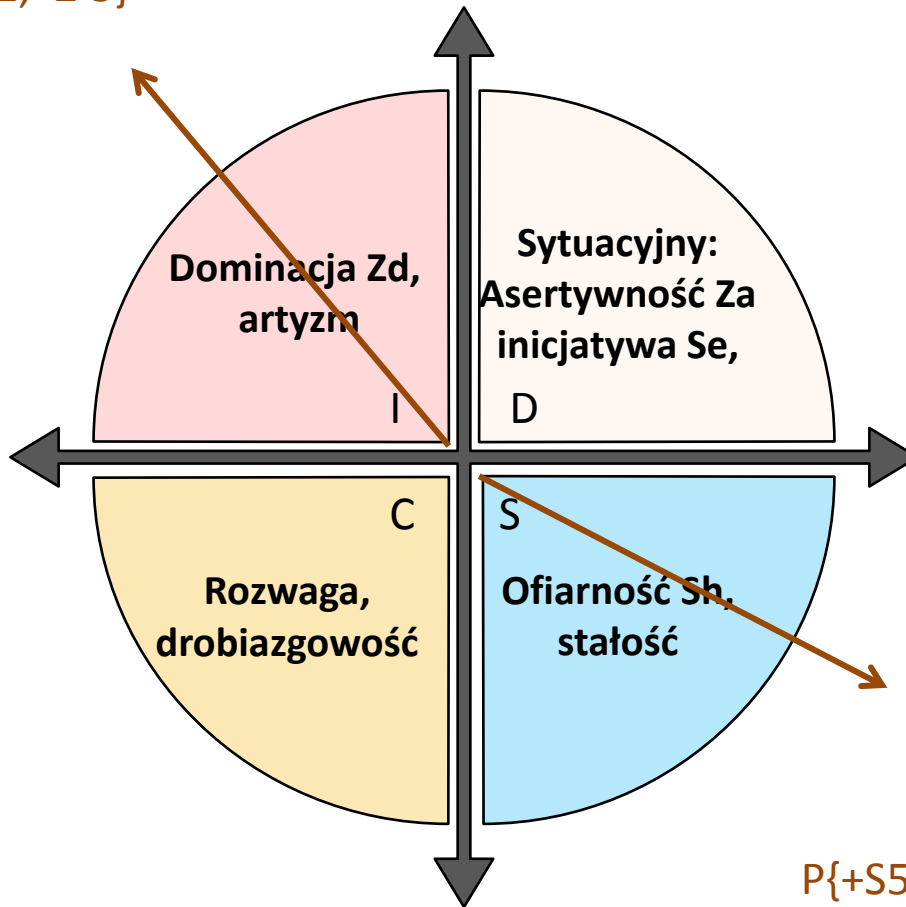 Dominacja Zd,
artyzm
I
Sytuacyjny:
Asertywność Za
inicjatywa Se,
D
C
Rozwaga,
drobiazgowość
S
Ofiarność Sh,
stałość
P{+S5